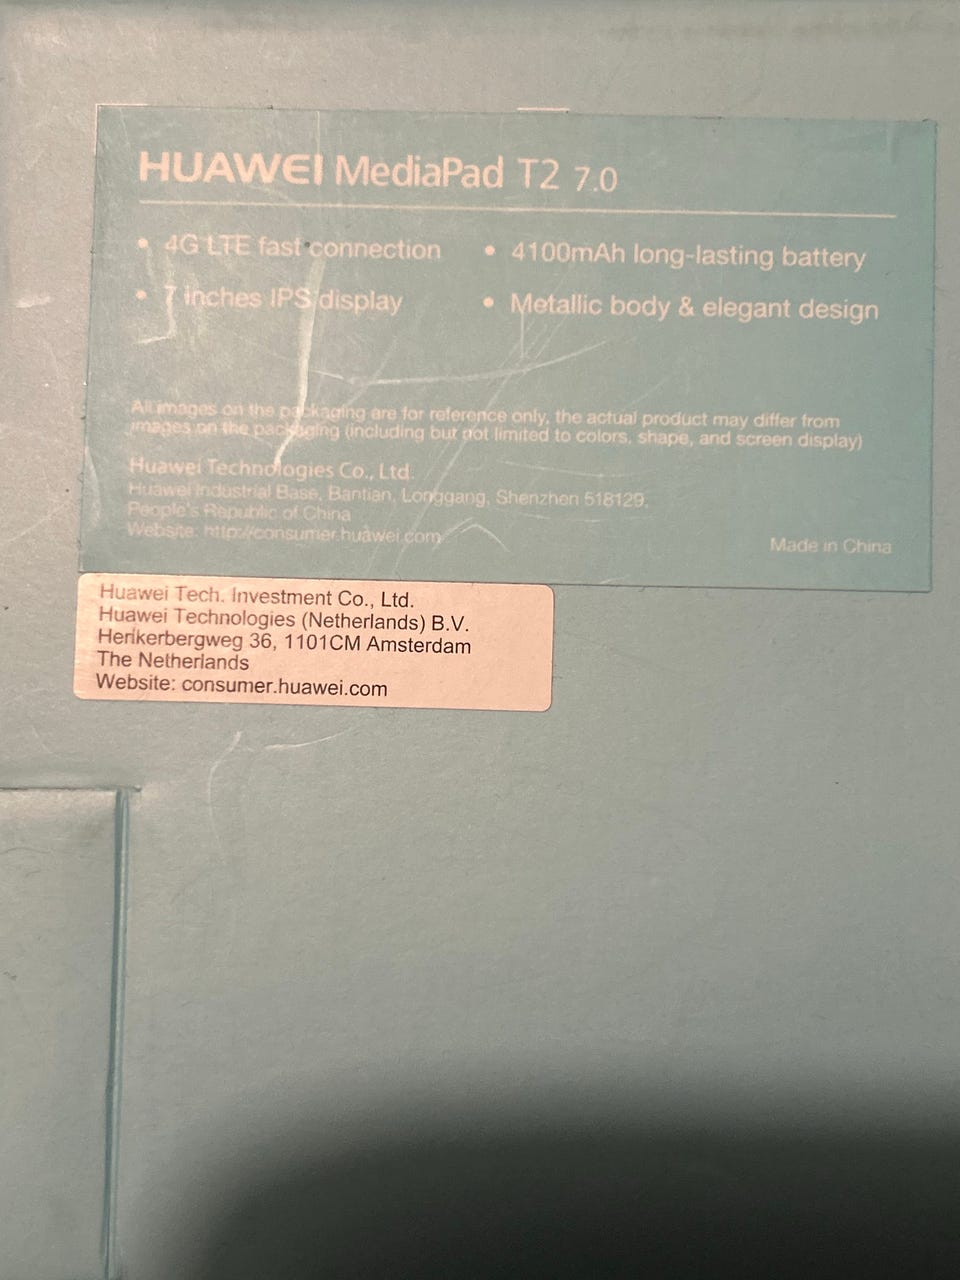 HUAWEI MediaPad T2 7.0
• 4G LTE fast connection
• 4100mAh long-lasting battery
• 7 inches IPS display
• Metallic body & elegant design
All images on the packaging are for reference only, the actual product may differ from
images on the packaging (including but not limited to colors, shape, and screen display)
Huawei Technologies Co., Ltd.
Huawei Industrial Base, Bantian, Longgang, Shenzhen 518129,
People's Republic of China
Website: http://consumer.huawei.com
Made in China
Huawei Tech. Investment Co., Ltd.
Huawei Technologies (Netherlands) B.V.
Herikerbergweg 36, 1101CM Amsterdam
The Netherlands
Website: consumer.huawei.com